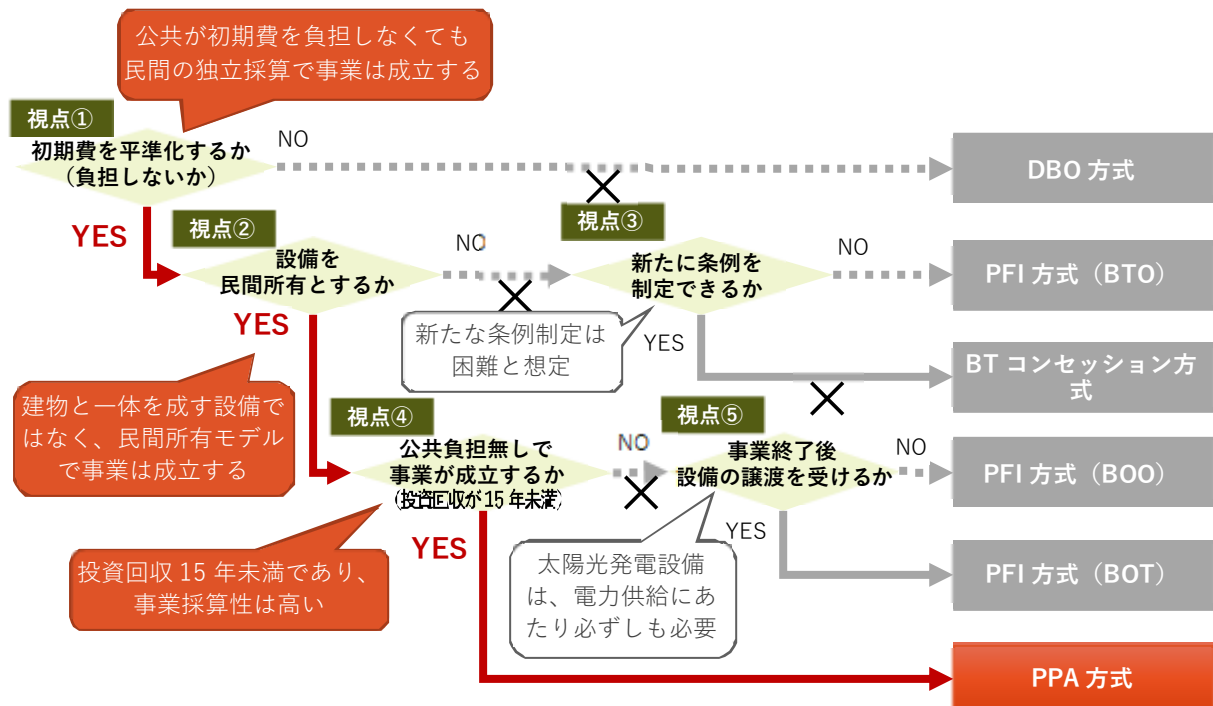 公共が初期費を負担しなくても
民間の独立採算で事業は成立する
視点①
初期費を平準化するか
（負担しないか）
NO
DBO 方式
YES
視点②
設備を
民間所有とするか
NO
視点③
新たに条例を
制定できるか
NO
PFI 方式（BTO）
YES
新たな条例制定は
困難と想定
YES
BT コンセッション方
式
建物と一体を成す設備で
はなく、民間所有モデル
で事業は成立する
視点④
公共負担無しで
事業が成立するか
（投資回収が 15 年未満）
NO
視点⑤
事業終了後
設備の譲渡を受けるか
NO
PFI 方式（BOO）
YES
投資回収 15 年未満であり、
事業採算性は高い
太陽光発電設備
は、電力供給にあ
たり必ずしも必要
YES
PFI 方式（BOT）
PPA 方式